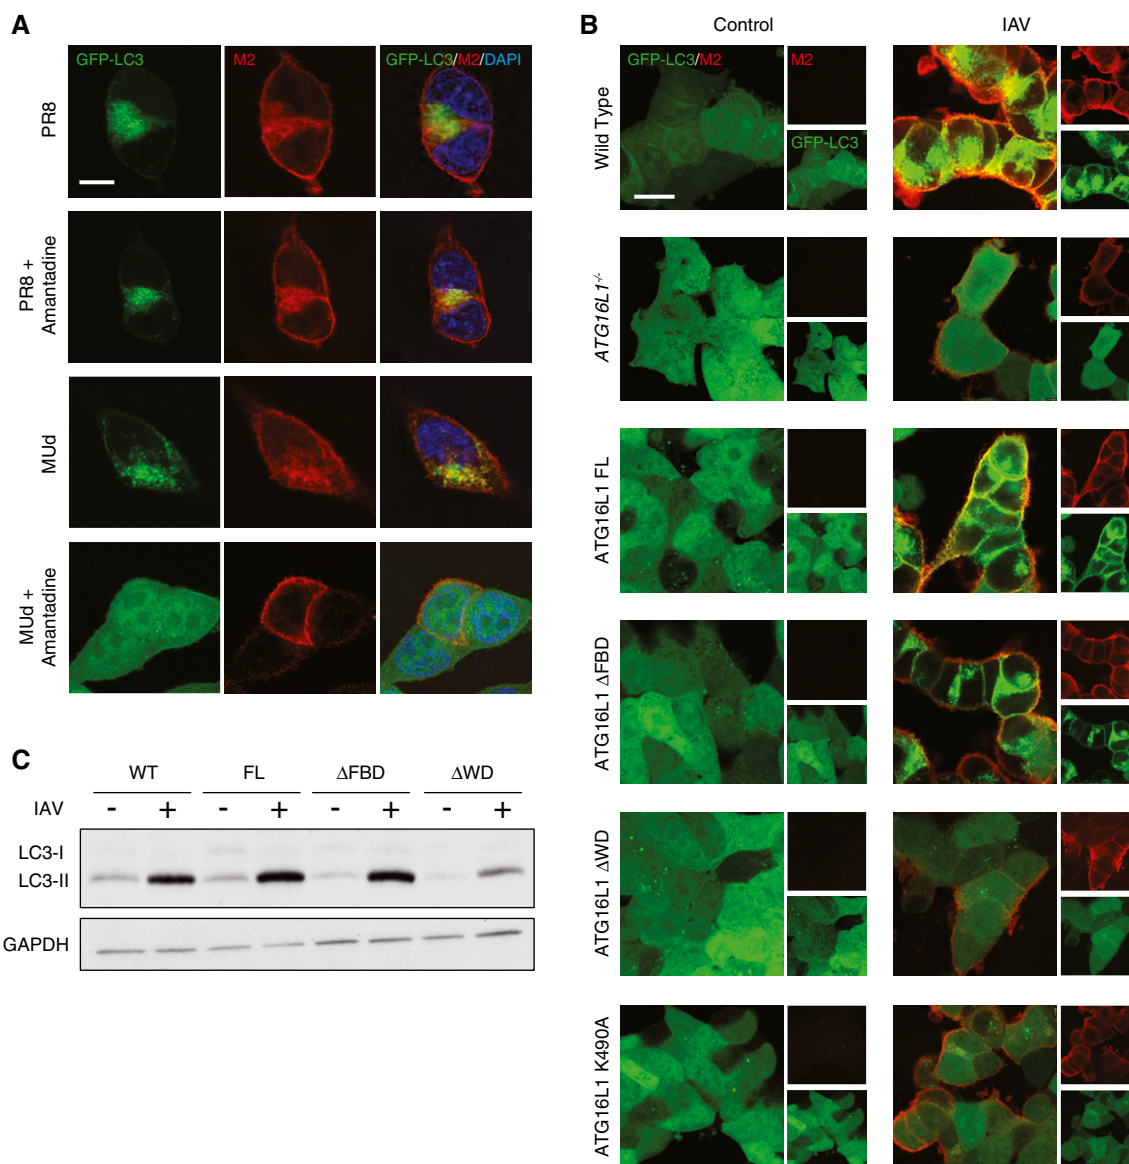 A
GFP-LC3 M2 GFP-LC3/M2/DAPI
PR8
PR8 +
Amantadine
MUd
MUd +
Amantadine
B
Control IAV
GFP-LC3/M2 M2
GFP-LC3
Wild Type
ATG16L1-/-
ATG16L1 FL
ATG16L1 ΔFBD
ATG16L1 ΔWD
ATG16L1 K490A
C
WT FL ΔFBD ΔWD
IAV - + - + - + - +
LC3-I
LC3-II
GAPDH